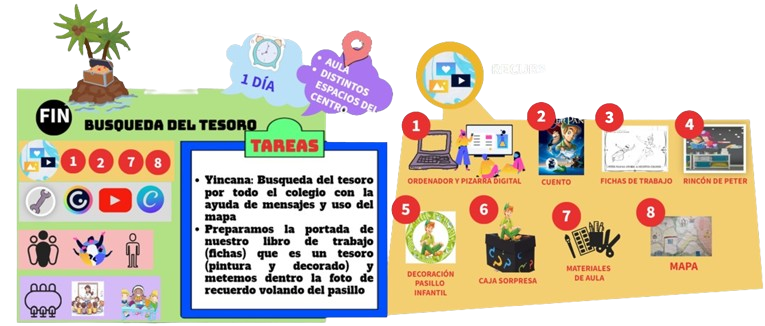 1 DÍA
• AULA
• DISTINTOS
ESPACIOS DEL
CENTRO
FIN
BUSQUEDA DEL TESORO
1 2 7 8
TAREAS
• Yincana: Busqueda del tesoro
por todo el colegio con la
ayuda de mensajes y uso del
mapa
• Preparamos la portada de
nuestro libro de trabajo
(fichas) que es un tesoro
(pintura y decorado) y
metemos dentro la foto de
recuerdo volando del pasillo
1
ORDENADOR Y PIZARRA DIGITAL
2
CUENTO
3
FICHAS DE TRABAJO
4
RINCÓN DE PETER
5
DECORACIÓN
PASILLO
INFANTIL
6
CAJA SORPRESA
7
MATERIALES
DE AULA
8
MAPA